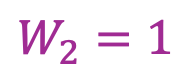 W₂ = 1